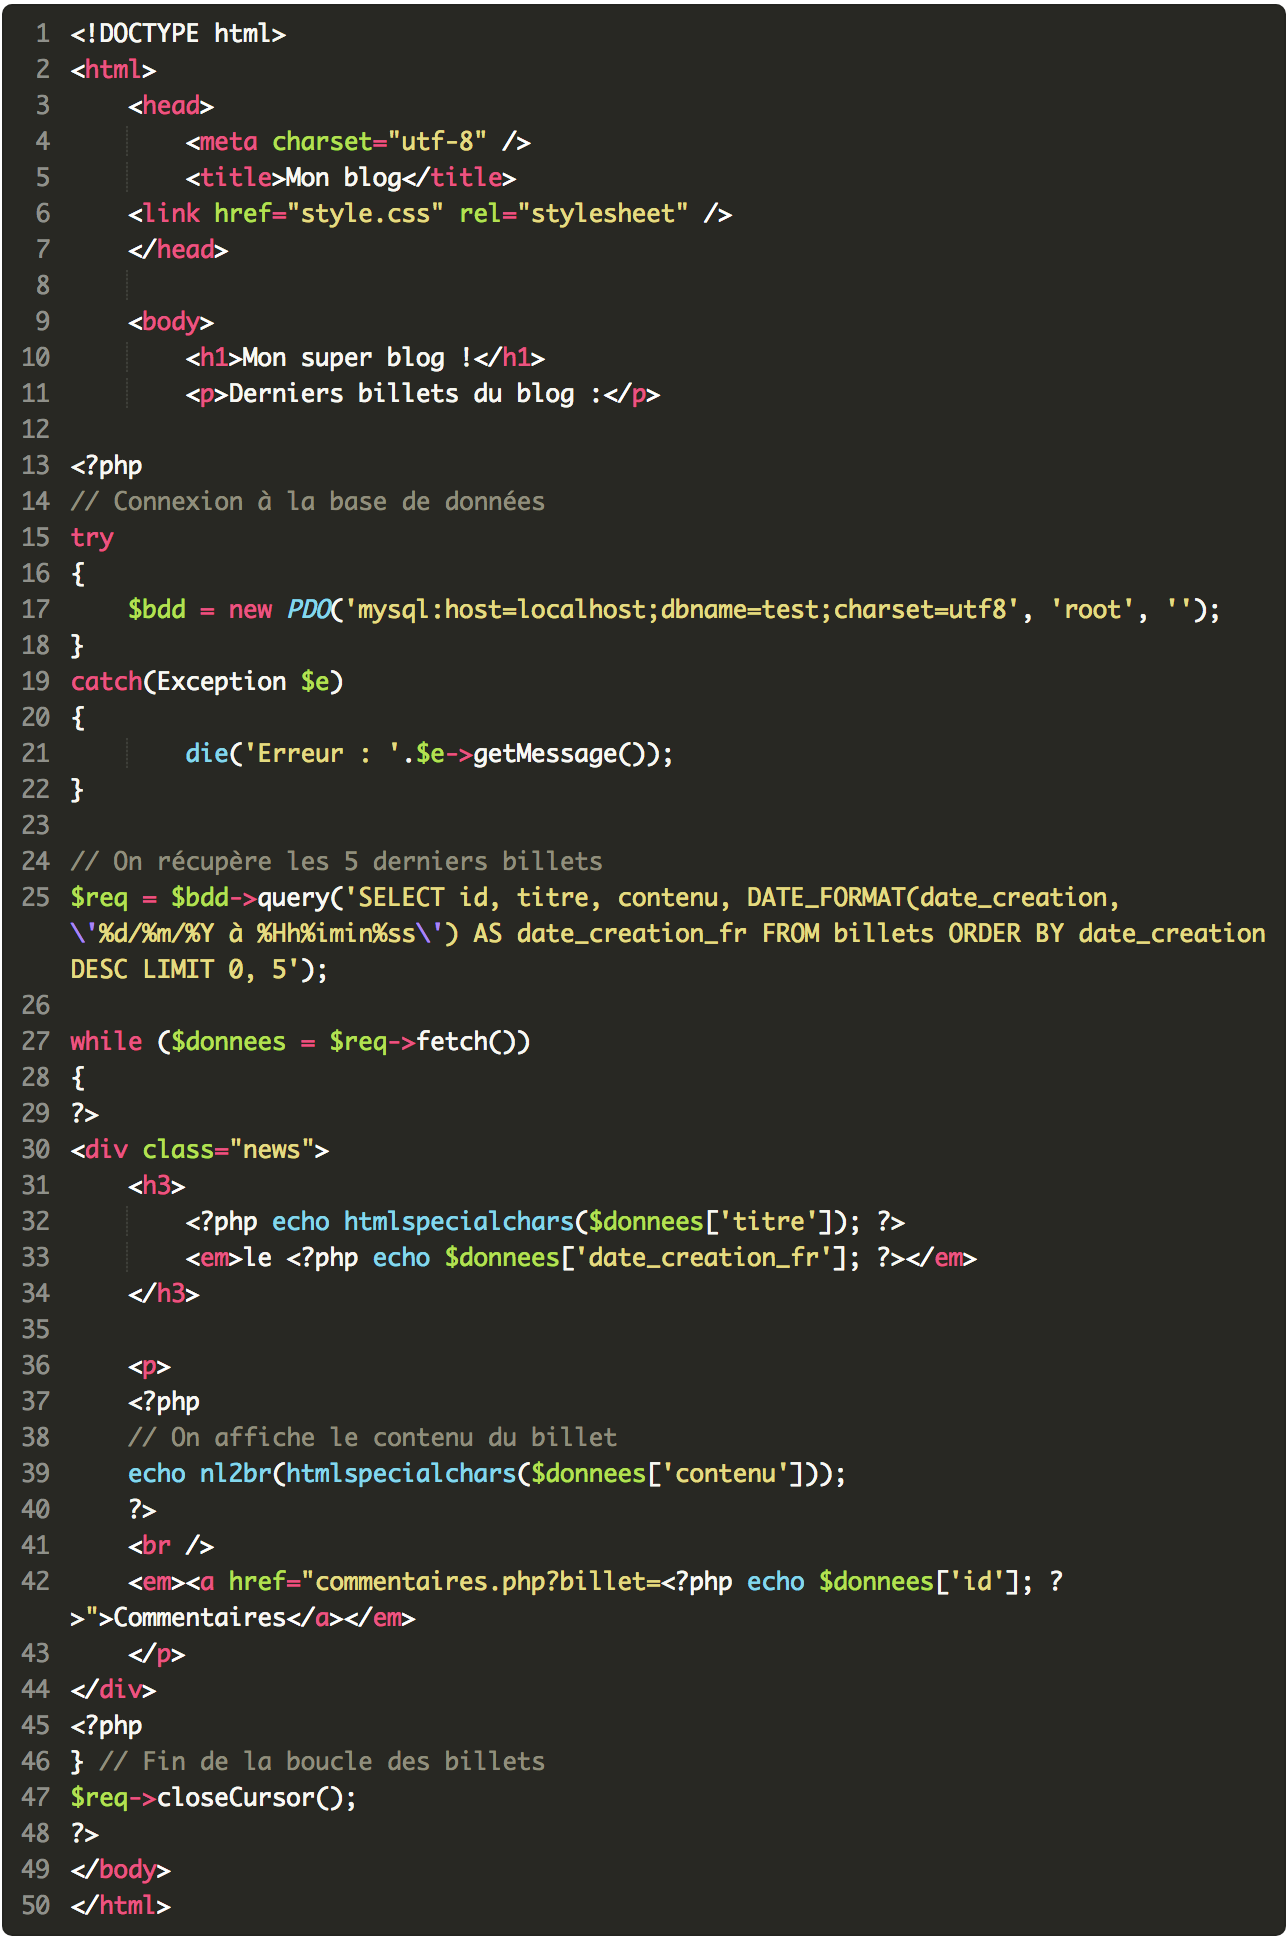 1 <!DOCTYPE html>
2 <html>
3     <head>
4         <meta charset="utf-8" />
5         <title>Mon blog</title>
6     <link href="style.css" rel="stylesheet" />
7     </head>
8
9     <body>
10         <h1>Mon super blog !</h1>
11         <p>Derniers billets du blog :</p>
12
13 <?php
14 // Connexion à la base de données
15 try
16 {
17     $bdd = new PDO('mysql:host=localhost;dbname=test;charset=utf8', 'root', '');
18 }
19 catch(Exception $e)
20 {
21         die('Erreur : '.$e->getMessage());
22 }
23
24 // On récupère les 5 derniers billets
25 $req = $bdd->query('SELECT id, titre, contenu, DATE_FORMAT(date_creation,
\'%d/%m/%Y à %Hh%imin%ss\') AS date_creation_fr FROM billets ORDER BY date_creation
DESC LIMIT 0, 5');
26
27 while ($donnees = $req->fetch())
28 {
29 ?>
30 <div class="news">
31     <h3>
32         <?php echo htmlspecialchars($donnees['titre']); ?>
33         <em>le <?php echo $donnees['date_creation_fr']; ?></em>
34     </h3>
35
36     <p>
37     <?php
38     // On affiche le contenu du billet
39     echo nl2br(htmlspecialchars($donnees['contenu']));
40     ?>
41     <br />
42     <em><a href="commentaires.php?billet=<?php echo $donnees['id']; ?
>">Commentaires</a></em>
43     </p>
44 </div>
45 <?php
46 } // Fin de la boucle des billets
47 $req->closeCursor();
48 ?>
49 </body>
50 </html>